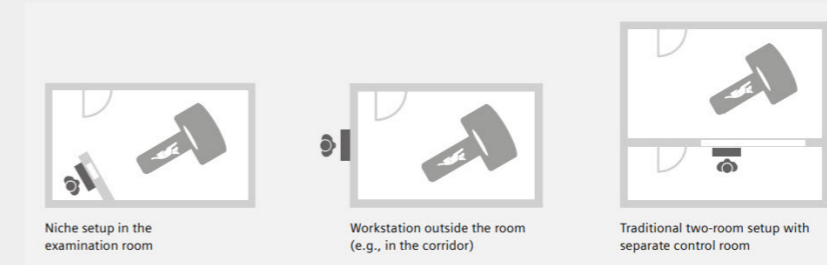 Niche setup in the
examination room
Workstation outside the room
(e.g., in the corridor)
Traditional two-room setup with
separate control room